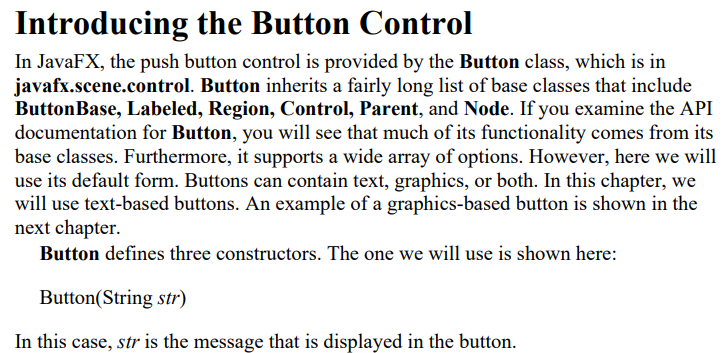 Introducing the Button Control
In JavaFX, the push button control is provided by the Button class, which is in
javafx.scene.control. Button inherits a fairly long list of base classes that include
ButtonBase, Labeled, Region, Control, Parent, and Node. If you examine the API
documentation for Button, you will see that much of its functionality comes from its
base classes. Furthermore, it supports a wide array of options. However, here we will
use its default form. Buttons can contain text, graphics, or both. In this chapter, we
will use text-based buttons. An example of a graphics-based button is shown in the
next chapter.
Button defines three constructors. The one we will use is shown here:
Button(String str)
In this case, str is the message that is displayed in the button.